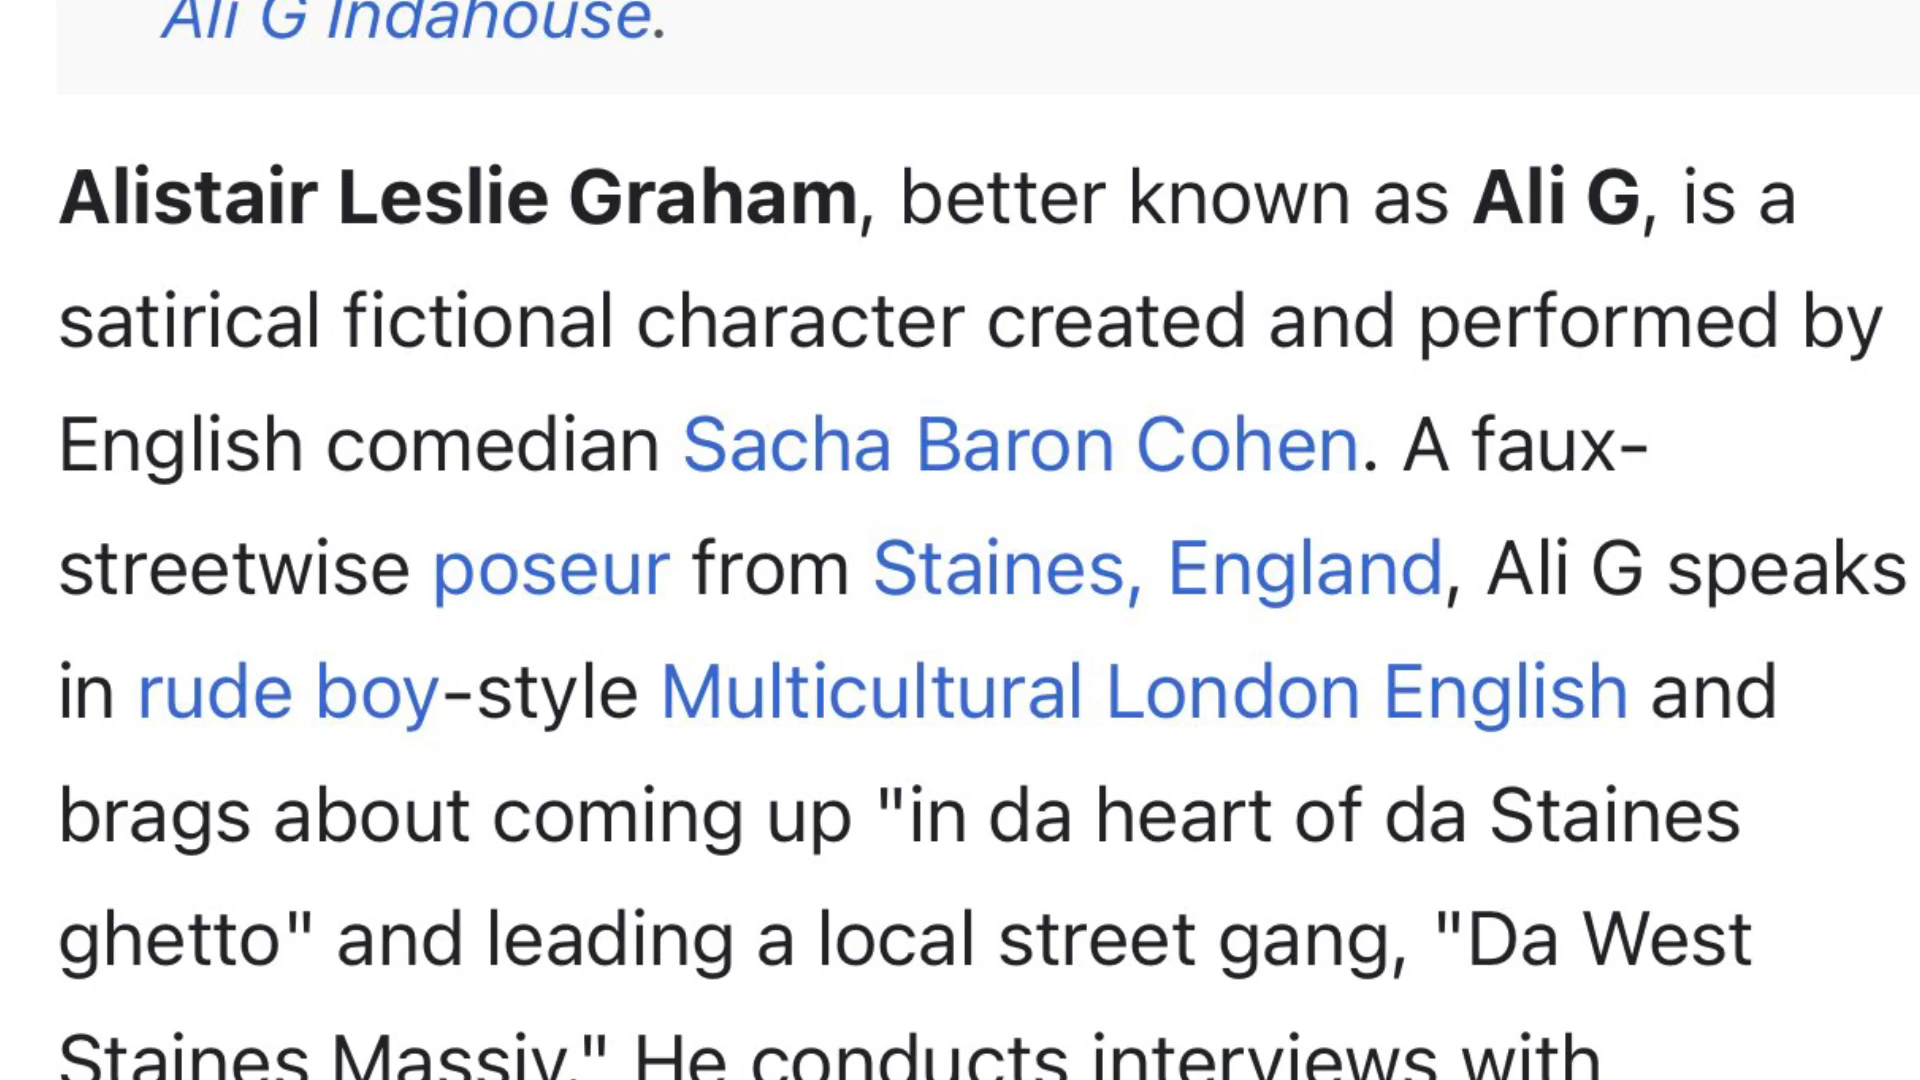 Ali G Indahouse.
Alistair Leslie Graham, better known as Ali G, is a
satirical fictional character created and performed by
English comedian Sacha Baron Cohen. A faux-
streetwise poseur from Staines, England, Ali G speaks
in rude boy-style Multicultural London English and
brags about coming up "in da heart of da Staines
ghetto" and leading a local street gang, "Da West
Staines Massiv." He conducts interviews with